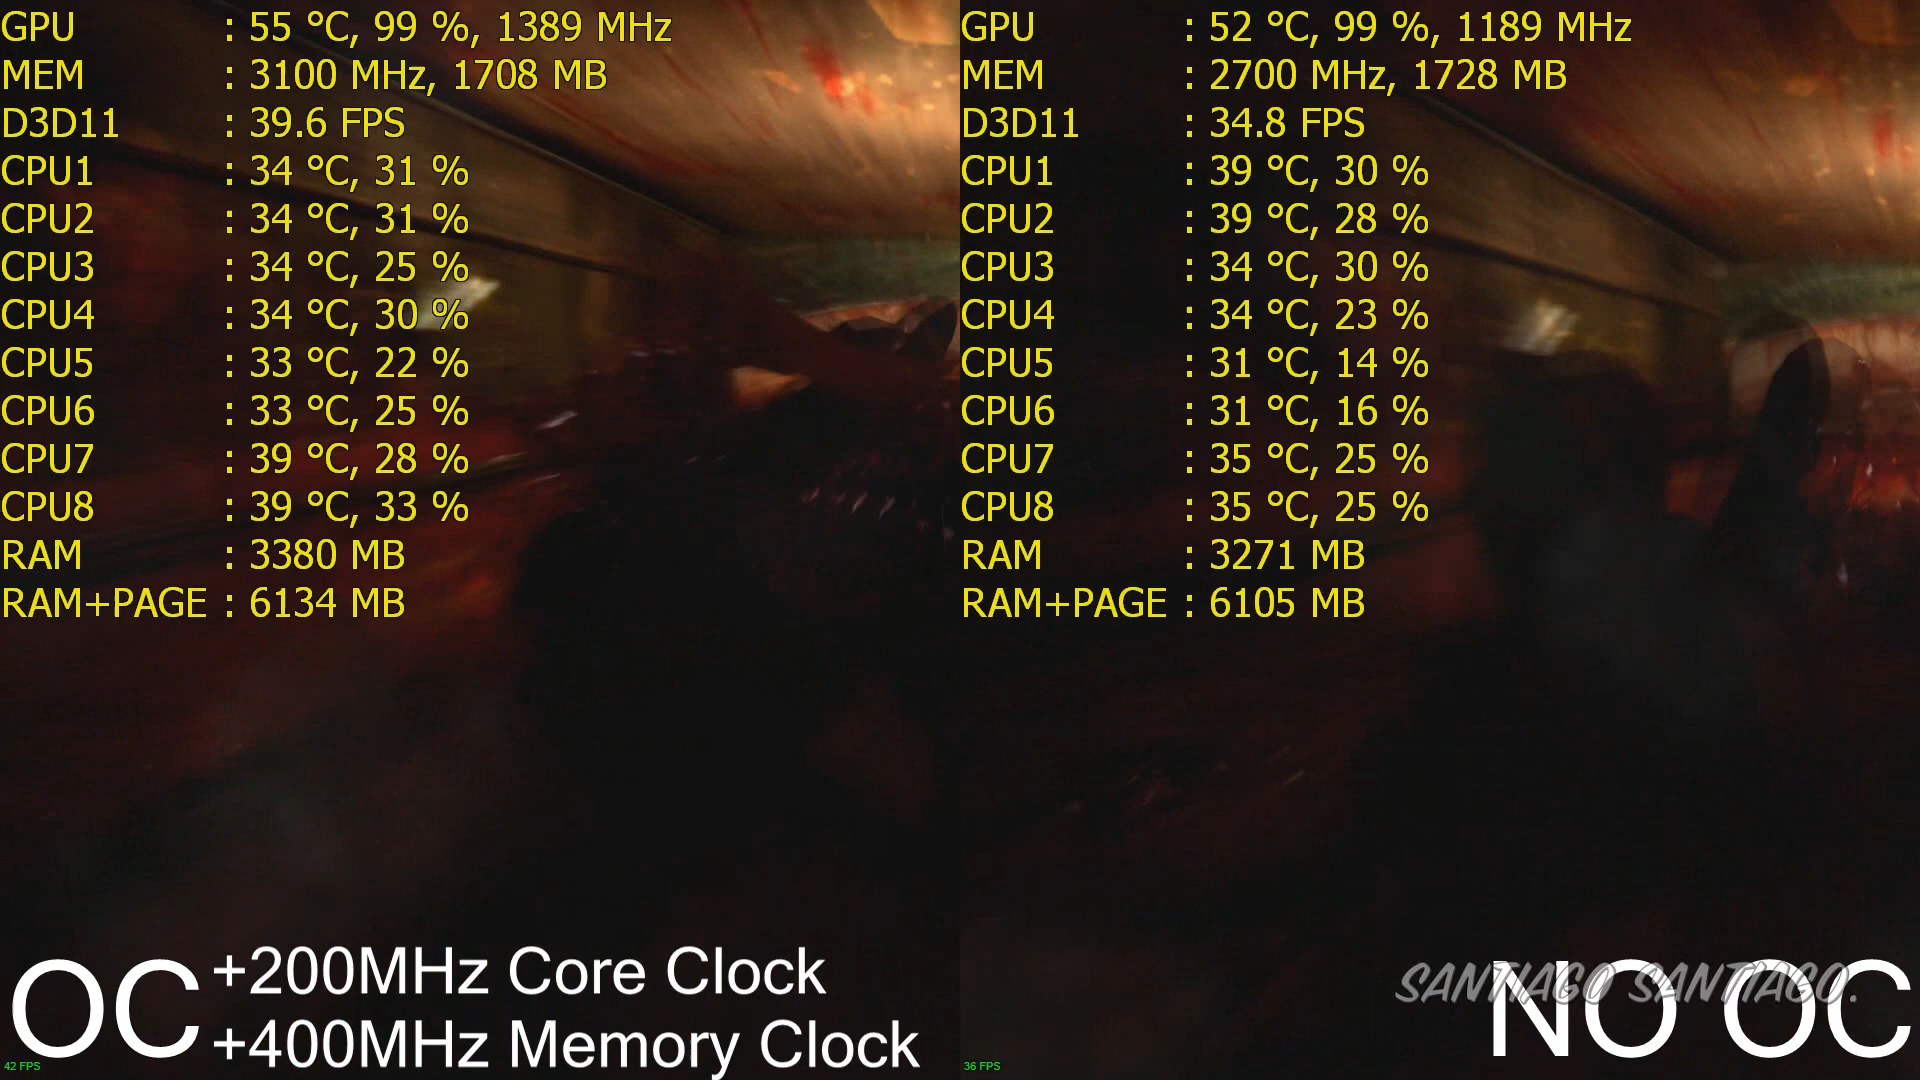 GPU : 55 °C, 99 %, 1389 MHz
MEM : 3100 MHz, 1708 MB
D3D11 : 39.6 FPS
CPU1 : 34 °C, 31 %
CPU2 : 34 °C, 31 %
CPU3 : 34 °C, 25 %
CPU4 : 34 °C, 30 %
CPU5 : 33 °C, 22 %
CPU6 : 33 °C, 25 %
CPU7 : 39 °C, 28 %
CPU8 : 39 °C, 33 %
RAM : 3380 MB
RAM+PAGE : 6134 MB
OC
+200MHz Core Clock
+400MHz Memory Clock
42 FPS
GPU : 52 °C, 99 %, 1189 MHz
MEM : 2700 MHz, 1728 MB
D3D11 : 34.8 FPS
CPU1 : 39 °C, 30 %
CPU2 : 39 °C, 28 %
CPU3 : 34 °C, 30 %
CPU4 : 34 °C, 23 %
CPU5 : 31 °C, 14 %
CPU6 : 31 °C, 16 %
CPU7 : 35 °C, 25 %
CPU8 : 35 °C, 25 %
RAM : 3271 MB
RAM+PAGE : 6105 MB
SANTIAGO SANTIAGO.
NO OC
36 FPS